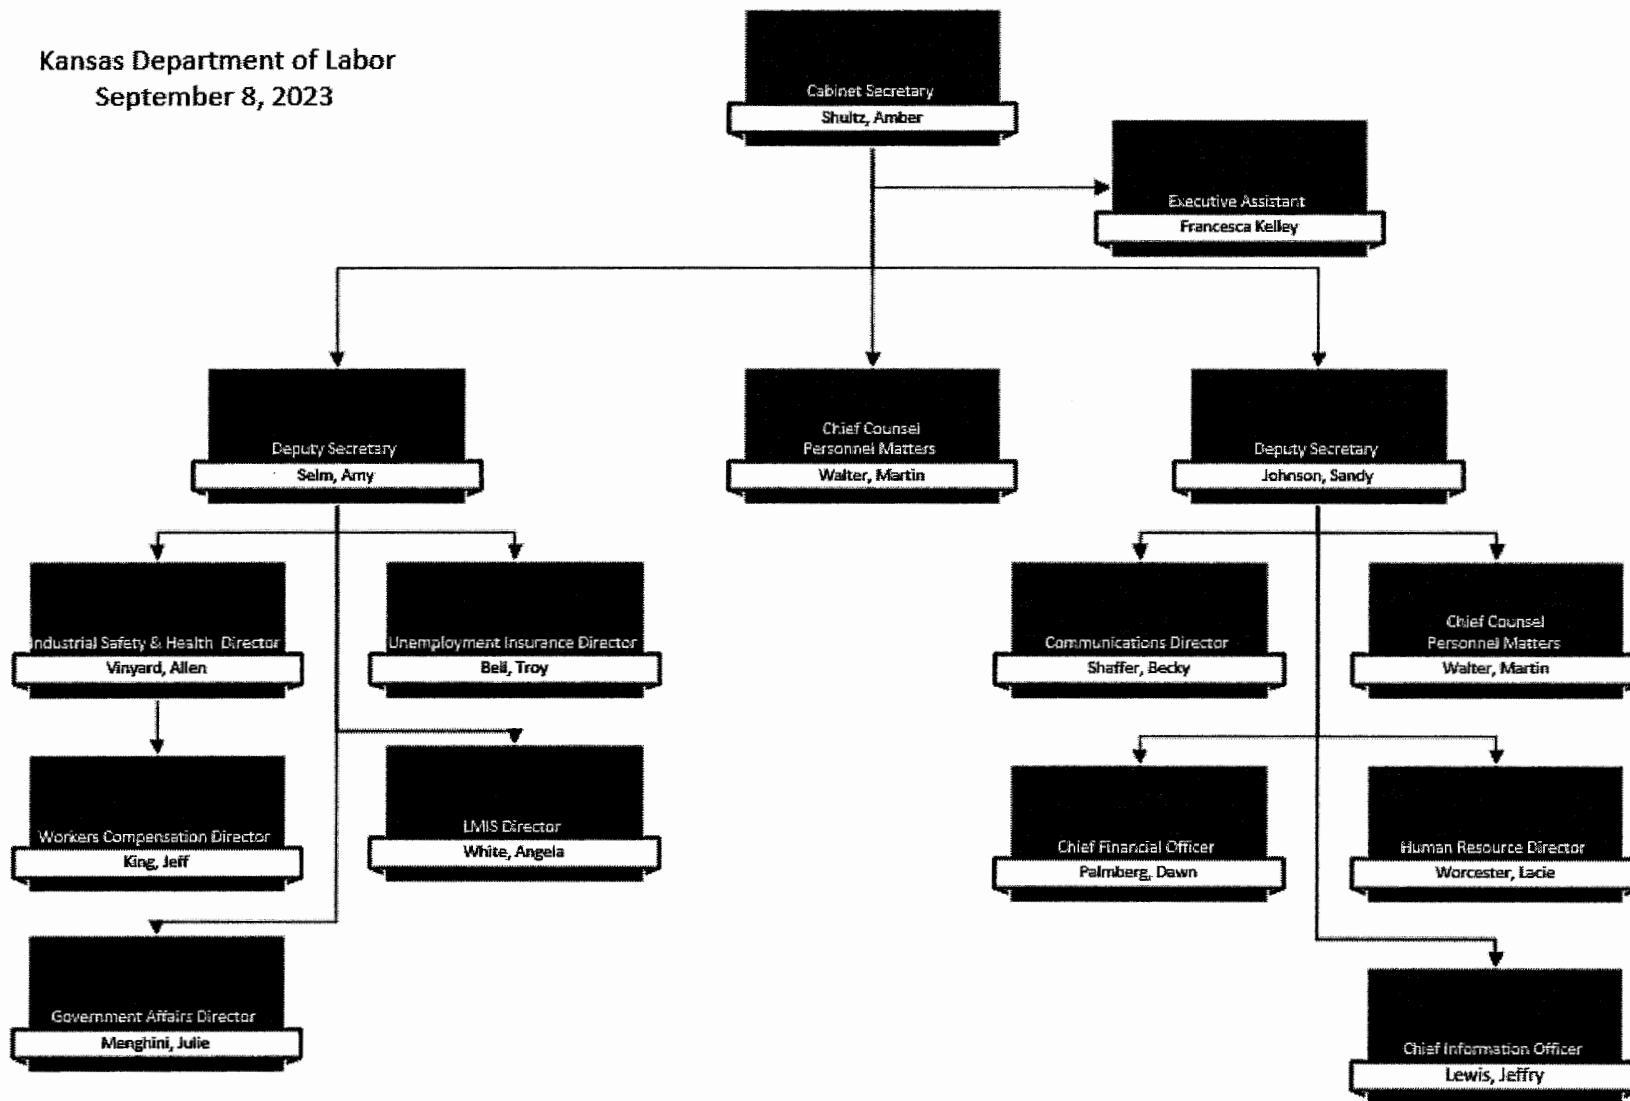 Kansas Department of Labor
September 8, 2023
Cabinet Secretary
Shultz, Amber
Executive Assistant
Francesca Kelley
Deputy Secretary
Selm, Amy
Chief Counsel
Personnel Matters
Walter, Martin
Deputy Secretary
Johnson, Sandy
Industrial Safety & Health Director
Vinyard, Allen
Unemployment Insurance Director
Bell, Troy
Communications Director
Shaffer, Becky
Chief Counsel
Personnel Matters
Walter, Martin
Workers Compensation Director
King, Jeff
LMIS Director
White, Angela
Chief Financial Officer
Palmberg, Dawn
Human Resource Director
Worcester, Lacie
Government Affairs Director
Menghini, Julie
Chief Information Officer
Lewis, Jeffry